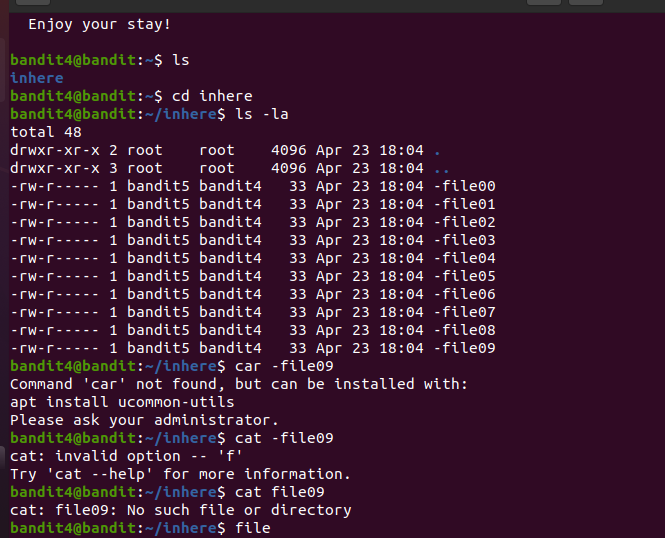 Enjoy your stay!
bandit4@bandit:~$ ls
inhere
bandit4@bandit:~$ cd inhere
bandit4@bandit:~/inhere$ ls -la
total 48
drwxr-xr-x 2 root    root    4096 Apr 23 18:04 .
drwxr-xr-x 3 root    root    4096 Apr 23 18:04 ..
-rw-r----- 1 bandit5 bandit4   33 Apr 23 18:04 -file00
-rw-r----- 1 bandit5 bandit4   33 Apr 23 18:04 -file01
-rw-r----- 1 bandit5 bandit4   33 Apr 23 18:04 -file02
-rw-r----- 1 bandit5 bandit4   33 Apr 23 18:04 -file03
-rw-r----- 1 bandit5 bandit4   33 Apr 23 18:04 -file04
-rw-r----- 1 bandit5 bandit4   33 Apr 23 18:04 -file05
-rw-r----- 1 bandit5 bandit4   33 Apr 23 18:04 -file06
-rw-r----- 1 bandit5 bandit4   33 Apr 23 18:04 -file07
-rw-r----- 1 bandit5 bandit4   33 Apr 23 18:04 -file08
-rw-r----- 1 bandit5 bandit4   33 Apr 23 18:04 -file09
bandit4@bandit:~/inhere$ car -file09
Command 'car' not found, but can be installed with:
apt install ucommon-utils
Please ask your administrator.
bandit4@bandit:~/inhere$ cat -file09
cat: invalid option -- 'f'
Try 'cat --help' for more information.
bandit4@bandit:~/inhere$ cat file09
cat: file09: No such file or directory
bandit4@bandit:~/inhere$ file